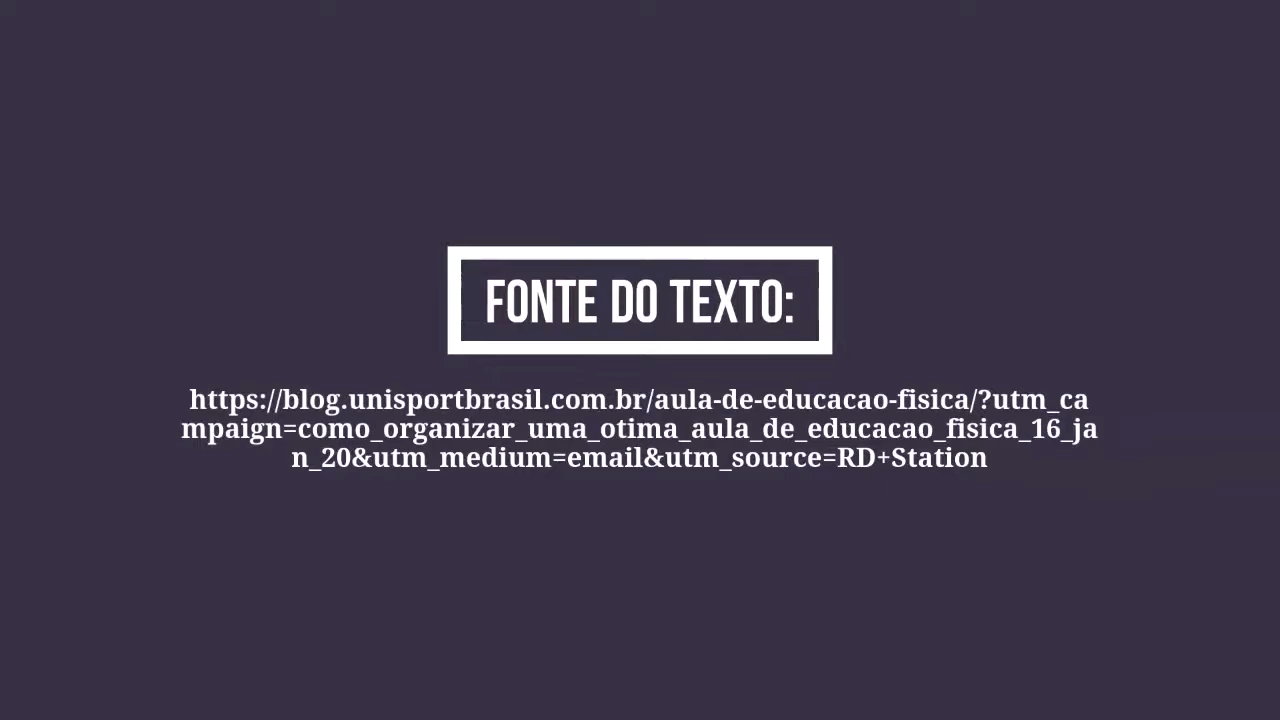 FONTE DO TEXTO:
https://blog.unisportbrasil.com.br/aula-de-educacao-fisica/?utm_ca
mpaign=como_organizar_uma_otima_aula_de_educacao_fisica_16_ja
n_20&utm_medium=email&utm_source=RD+Station